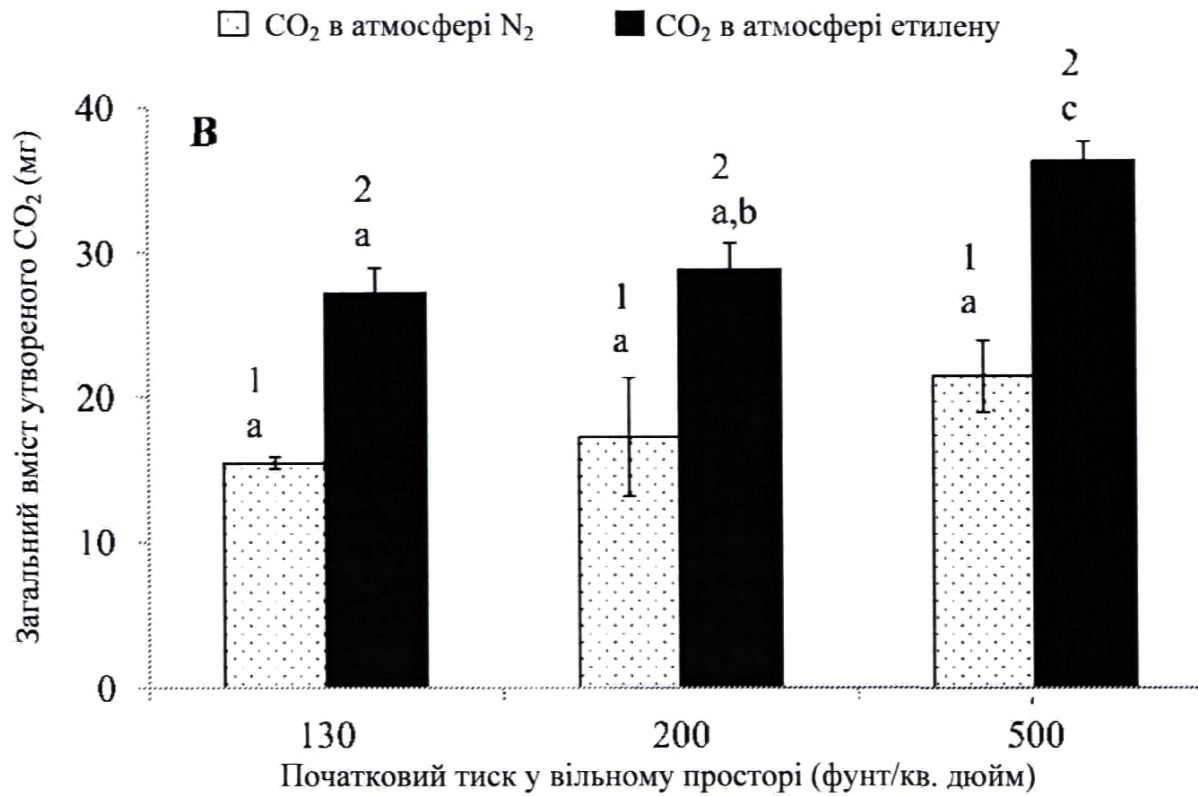 CO₂ в атмосфері N₂ CO₂ в атмосфері етилену
B
Загальний вміст утвореного CO₂ (мг)
40
30
20
10
0
1
a
2
a
1
a
2
a,b
1
a
2
c
130 200 500
Початковий тиск у вільному просторі (фунт/кв. дюйм)